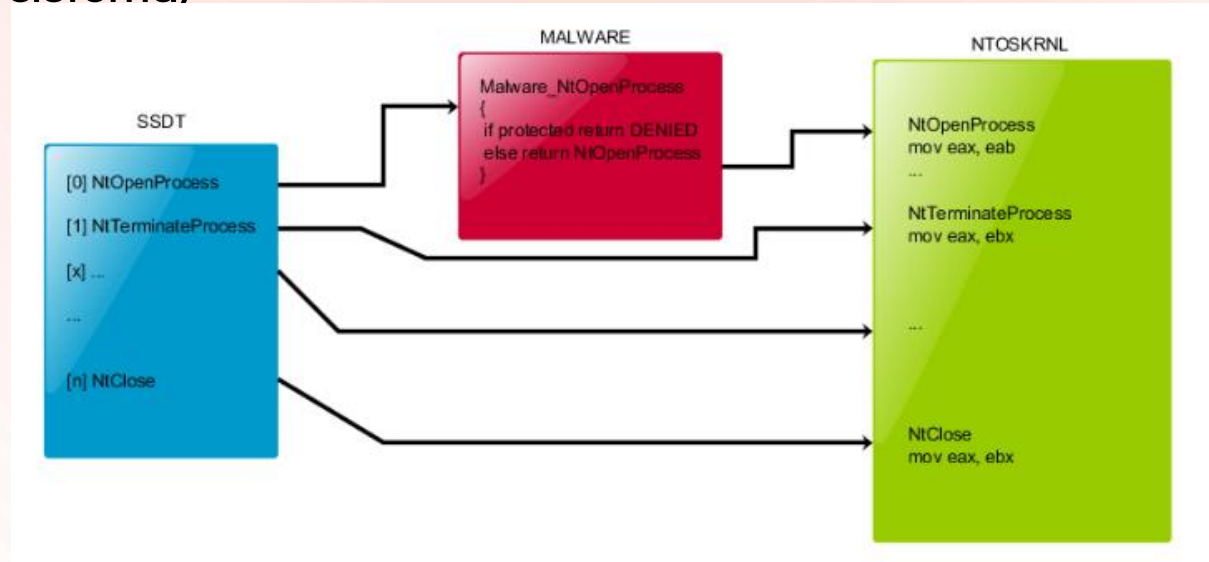 SSDT
[0] NtOpenProcess
[1] NtTerminateProcess
[x] ...
...
[n] NtClose
MALWARE
Malware_NtOpenProcess
{
if protected return DENIED
else return NtOpenProcess
}
NTOSKRNL
NtOpenProcess
mov eax, eab
...
NtTerminateProcess
mov eax, ebx
...
NtClose
mov eax, ebx